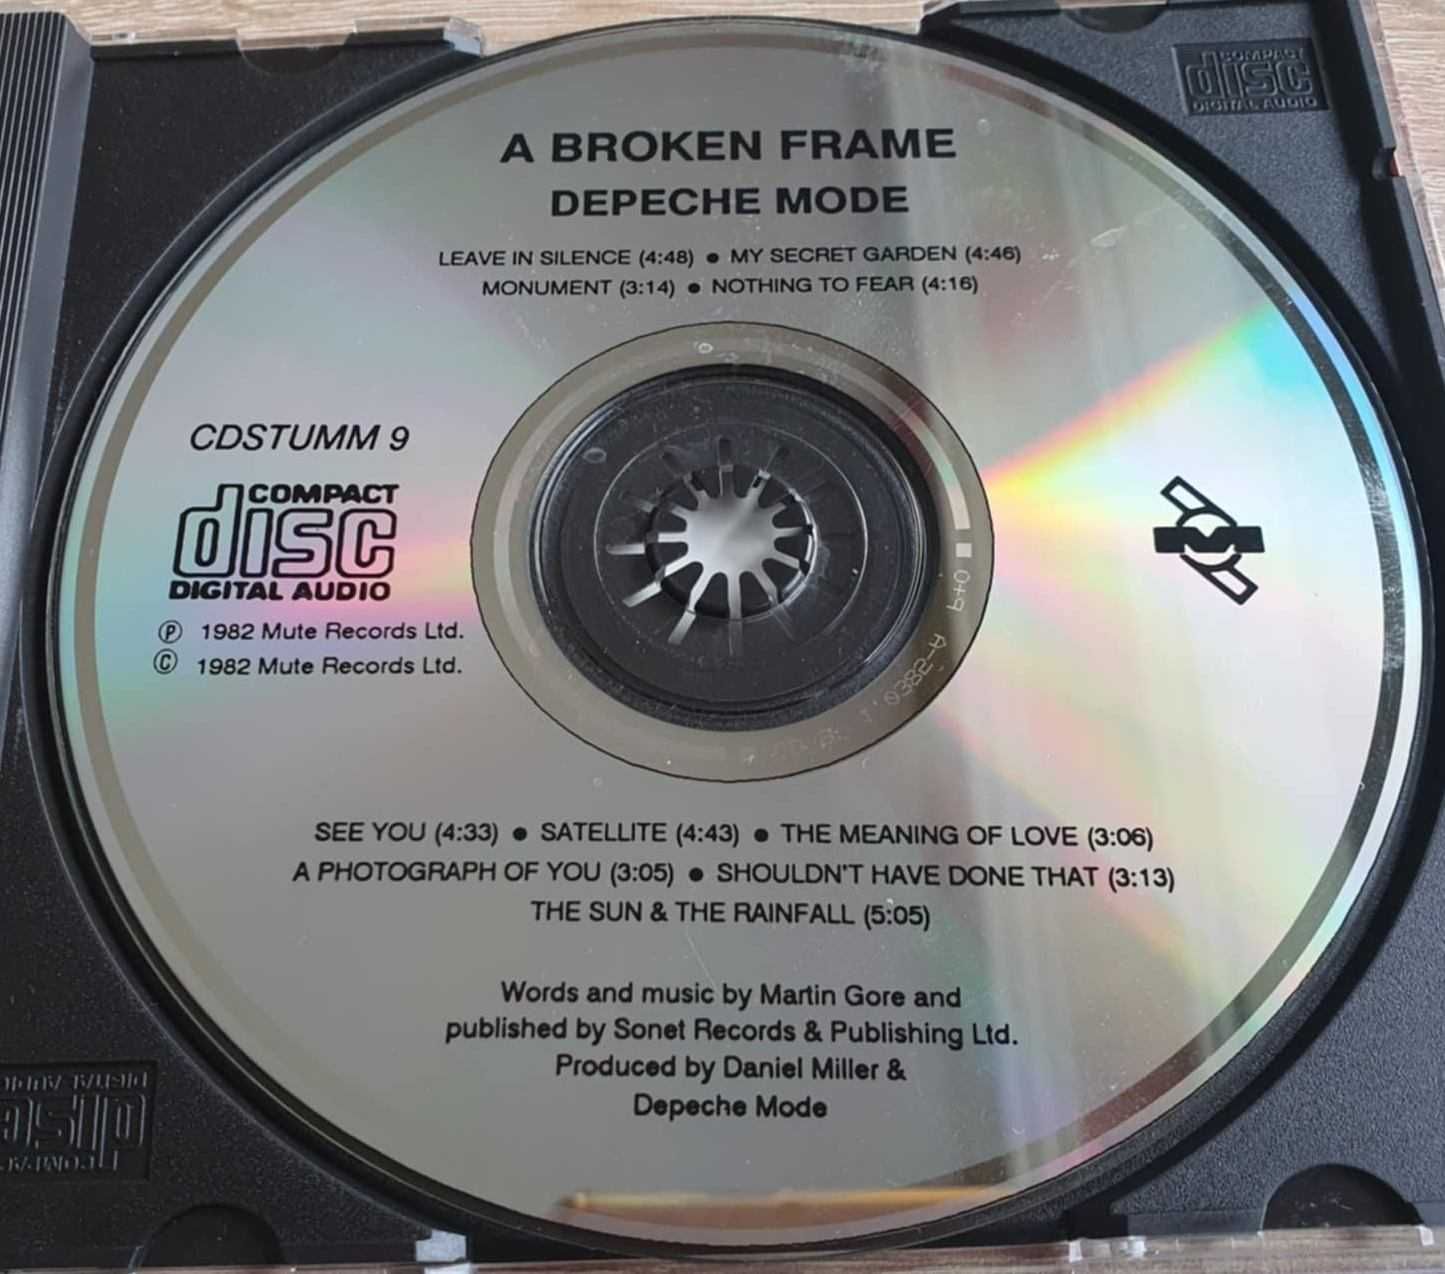 COMPACT
disc
DIGITAL AUDIO
A BROKEN FRAME
DEPECHE MODE
LEAVE IN SILENCE (4:48) ● MY SECRET GARDEN (4:46)
MONUMENT (3:14) ● NOTHING TO FEAR (4:16)
CDSTUMM 9
COMPACT
disc
DIGITAL AUDIO
Ⓟ 1982 Mute Records Ltd.
© 1982 Mute Records Ltd.
SEE YOU (4:33) ● SATELLITE (4:43) ● THE MEANING OF LOVE (3:06)
A PHOTOGRAPH OF YOU (3:05) ● SHOULDN'T HAVE DONE THAT (3:13)
THE SUN & THE RAINFALL (5:05)
Words and music by Martin Gore and
published by Sonet Records & Publishing Ltd.
Produced by Daniel Miller &
Depeche Mode
COMPACT
disc
DIGITAL AUDIO